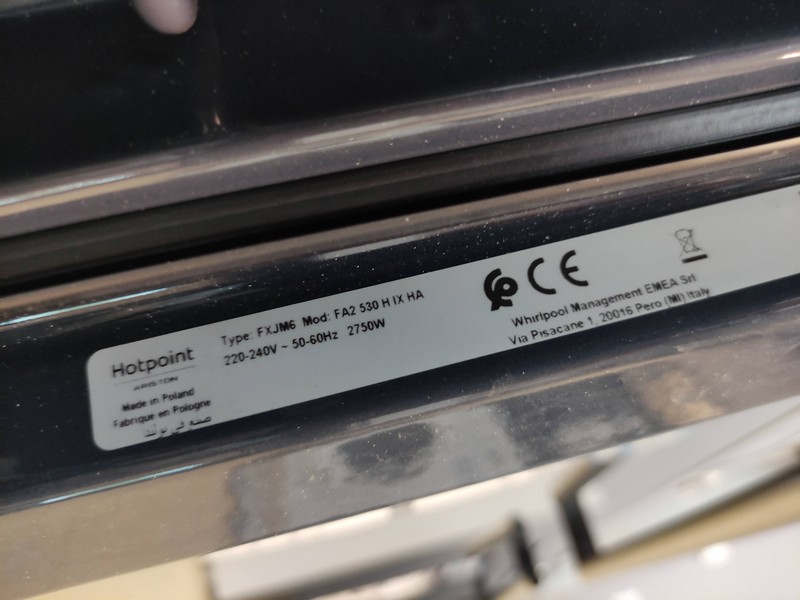 Hotpoint
ARISTON
Made in Poland
Fabrique en Pologne
صنع في بولندا
Type: FXJM6 Mod: FA2 530 H IX HA
220-240V ~ 50-60Hz 2750W
CE
Whirlpool Management EMEA Srl
Via Pisacane 1, 20016 Pero (MI) Italy